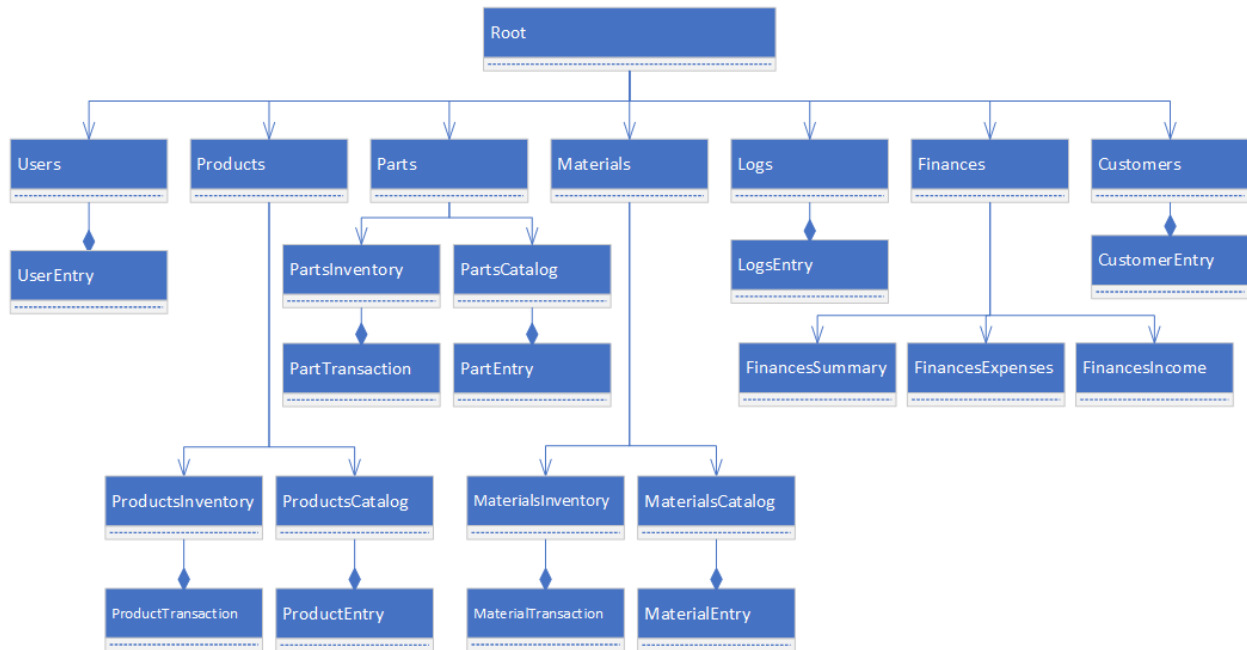 Root
Users
Products
Parts
Materials
Logs
Finances
Customers
UserEntry
PartsInventory
PartsCatalog
LogsEntry
CustomerEntry
PartTransaction
PartEntry
FinancesSummary
FinancesExpenses
FinancesIncome
ProductsInventory
ProductsCatalog
MaterialsInventory
MaterialsCatalog
ProductTransaction
ProductEntry
MaterialTransaction
MaterialEntry